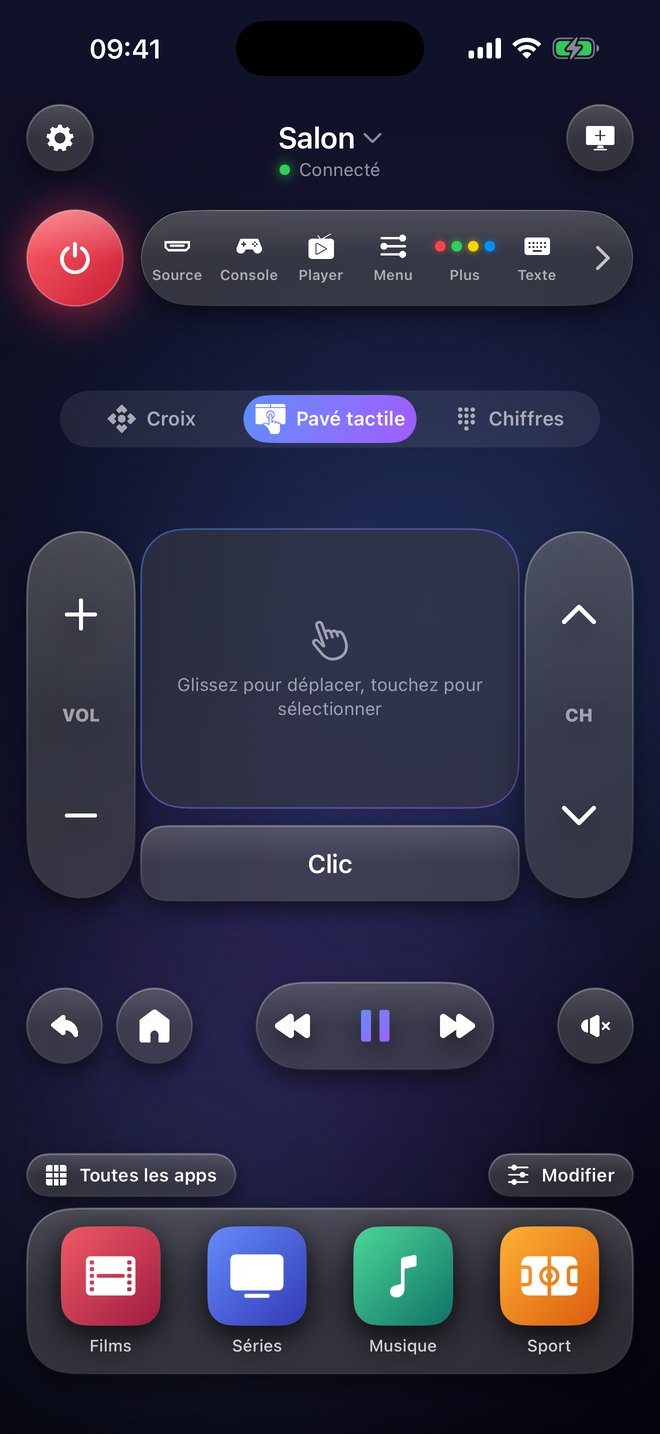 09:41
Salon
Connecté
Source Console Player Menu Plus Texte
Croix Pavé tactile Chiffres
Glissez pour déplacer, touchez pour
sélectionner
VOL
CH
Clic
Toutes les apps
Modifier
Films Séries Musique Sport